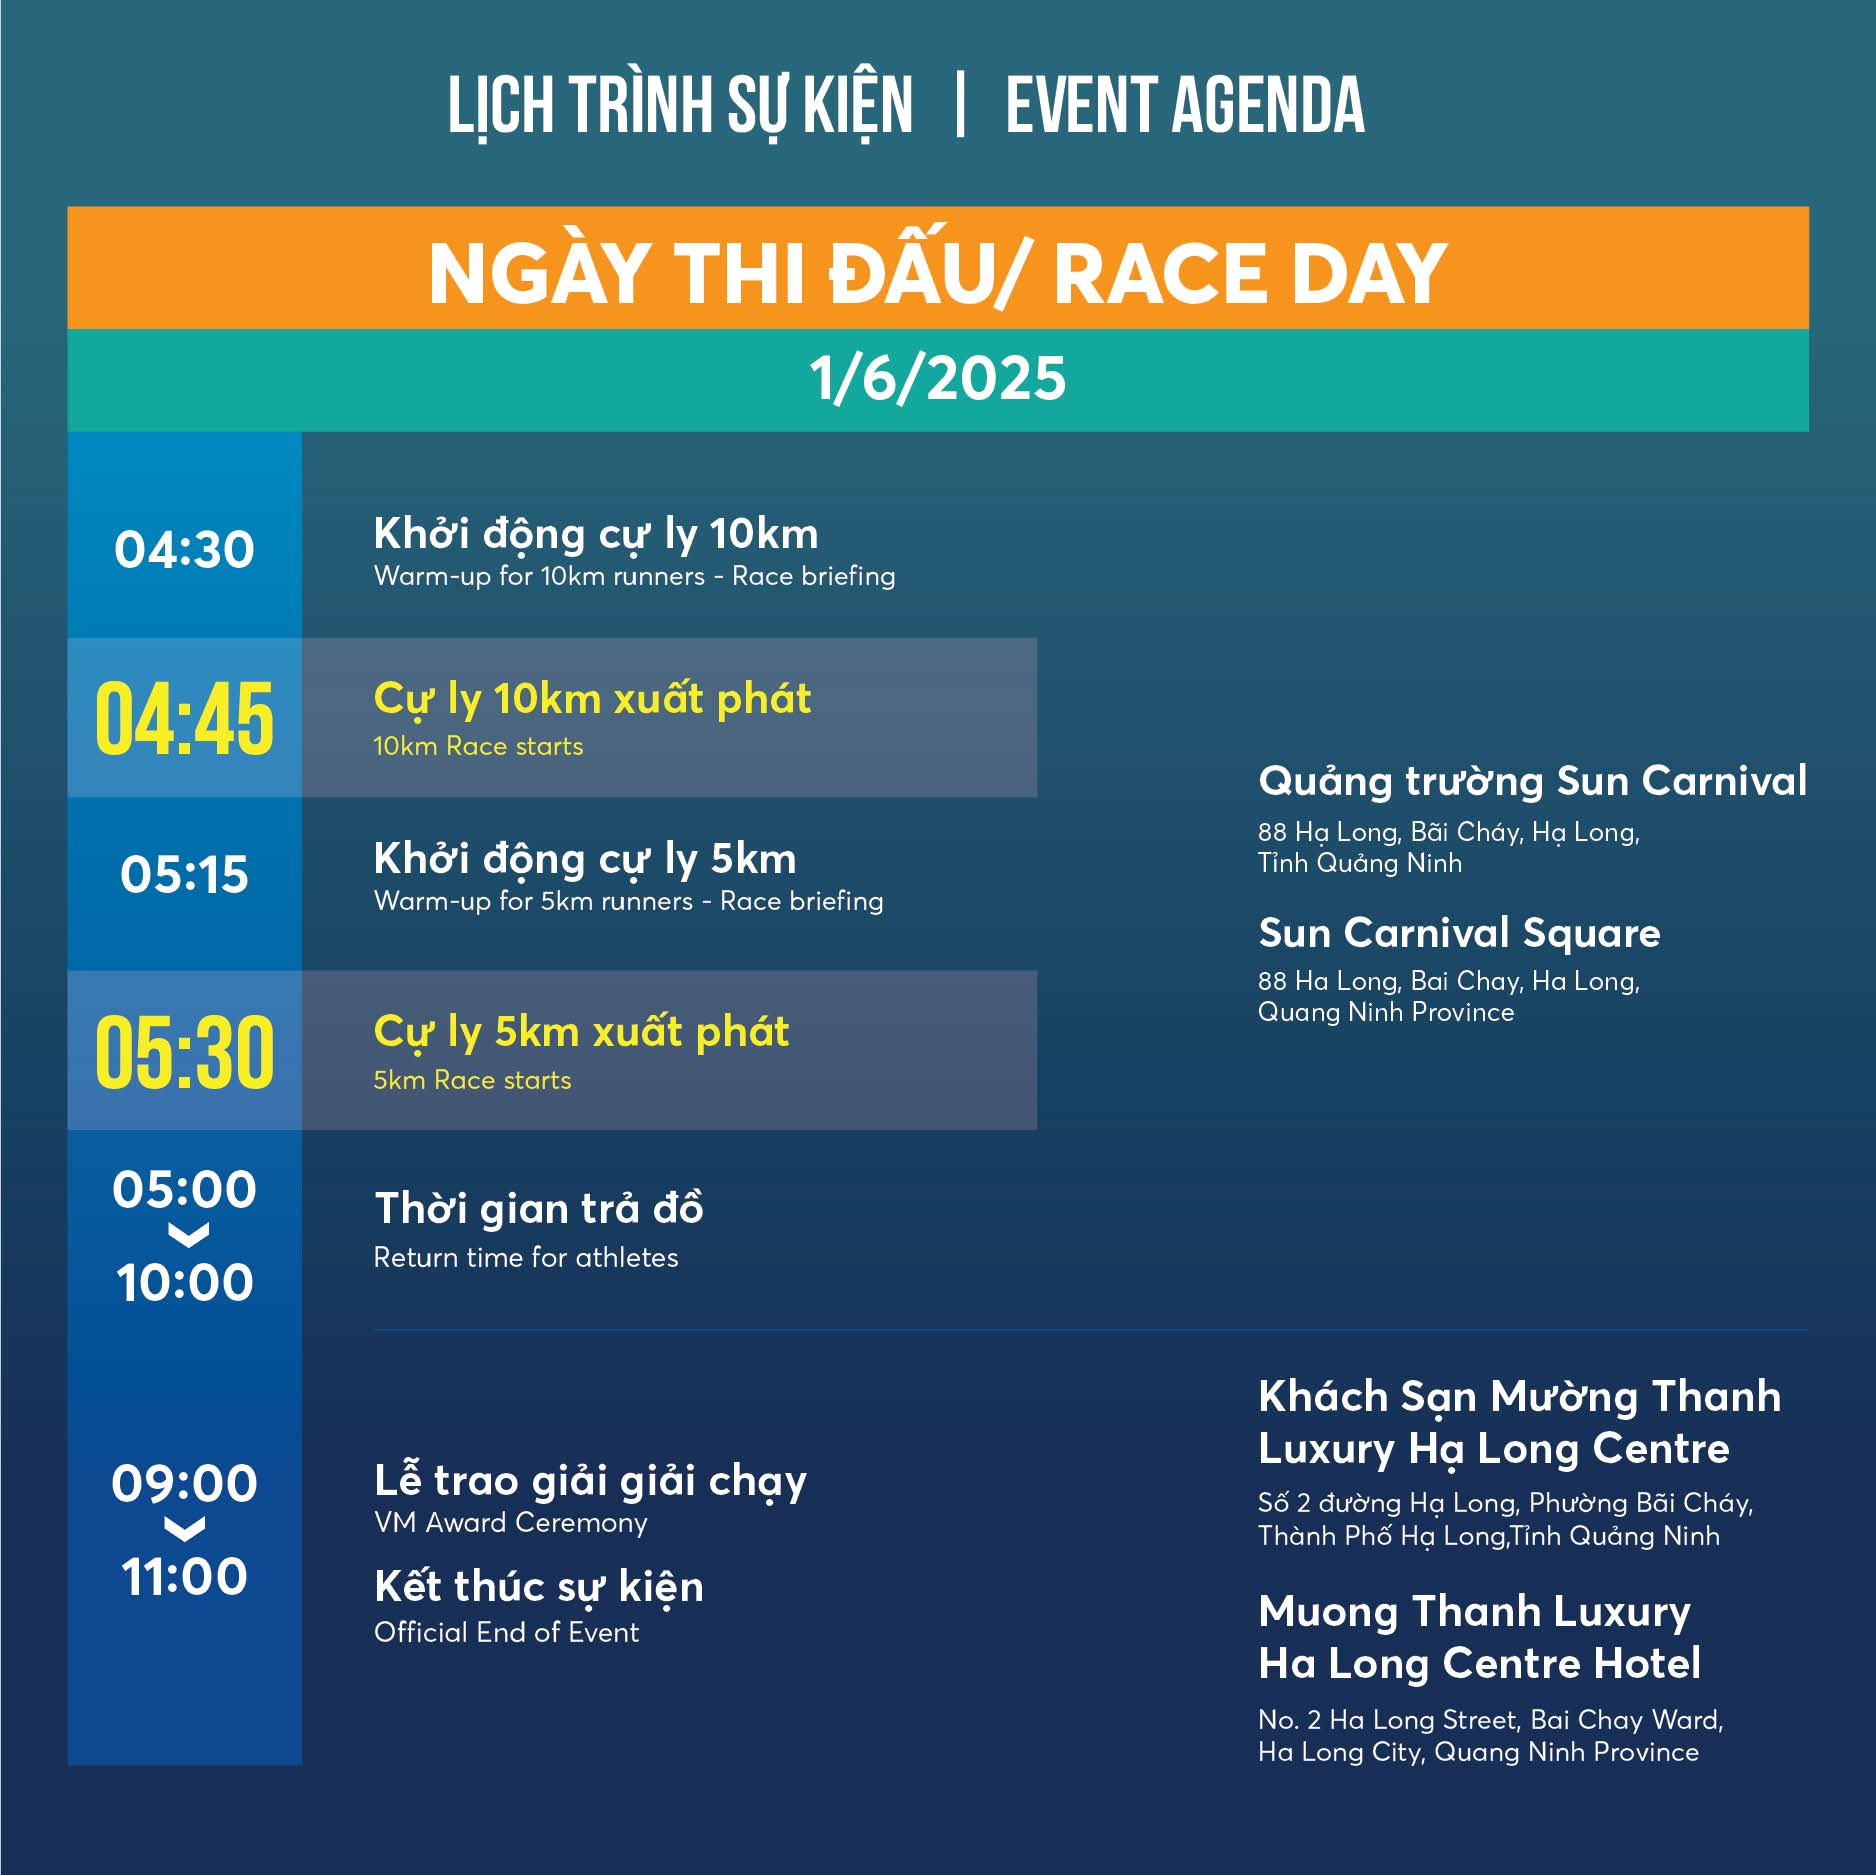 LỊCH TRÌNH SỰ KIỆN | EVENT AGENDA
NGÀY THI ĐẤU/ RACE DAY
1/6/2025
04:30
Khởi động cự ly 10km
Warm-up for 10km runners - Race briefing
04:45
Cự ly 10km xuất phát
10km Race starts
05:15
Khởi động cự ly 5km
Warm-up for 5km runners - Race briefing
05:30
Cự ly 5km xuất phát
5km Race starts
05:00
10:00
Thời gian trả đồ
Return time for athletes
Quảng trường Sun Carnival
88 Hạ Long, Bãi Cháy, Hạ Long,
Tỉnh Quảng Ninh
Sun Carnival Square
88 Ha Long, Bai Chay, Ha Long,
Quang Ninh Province
09:00
11:00
Lễ trao giải giải chạy
VM Award Ceremony
Kết thúc sự kiện
Official End of Event
Khách Sạn Mường Thanh
Luxury Hạ Long Centre
Số 2 đường Hạ Long, Phường Bãi Cháy,
Thành Phố Hạ Long,Tỉnh Quảng Ninh
Muong Thanh Luxury
Ha Long Centre Hotel
No. 2 Ha Long Street, Bai Chay Ward,
Ha Long City, Quang Ninh Province